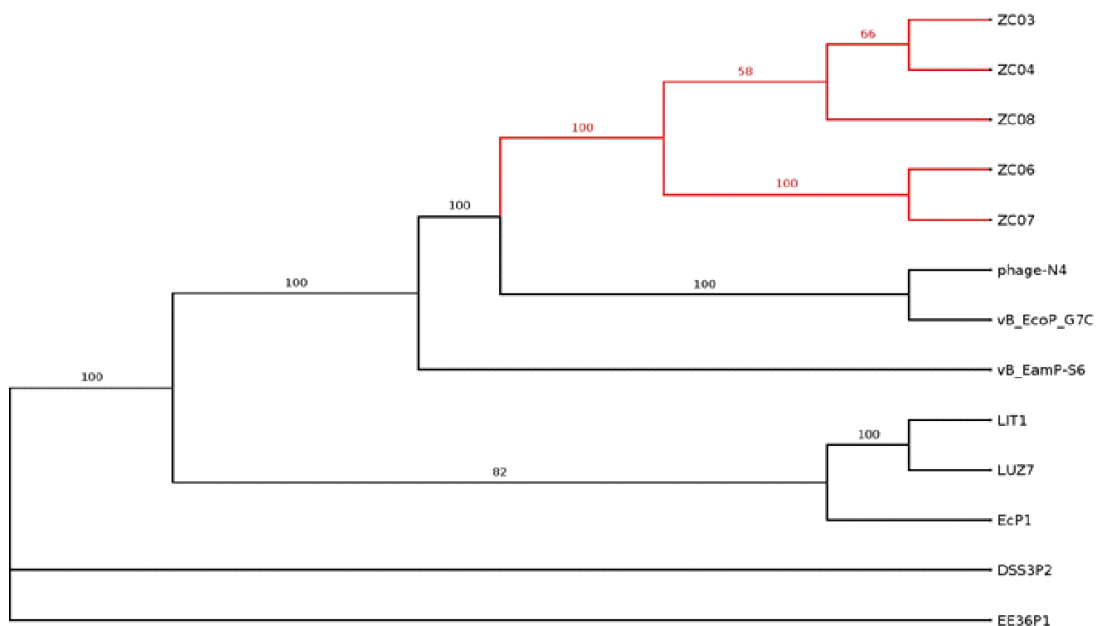 ZC03
66
ZC04
58
ZC08
100
ZC06
100
ZC07
100
phage-N4
100
vB_EcoP_G7C
100
vB_EamP-S6
100
LIT1
100
LUZ7
82
EcP1
DSS3P2
EE36P1